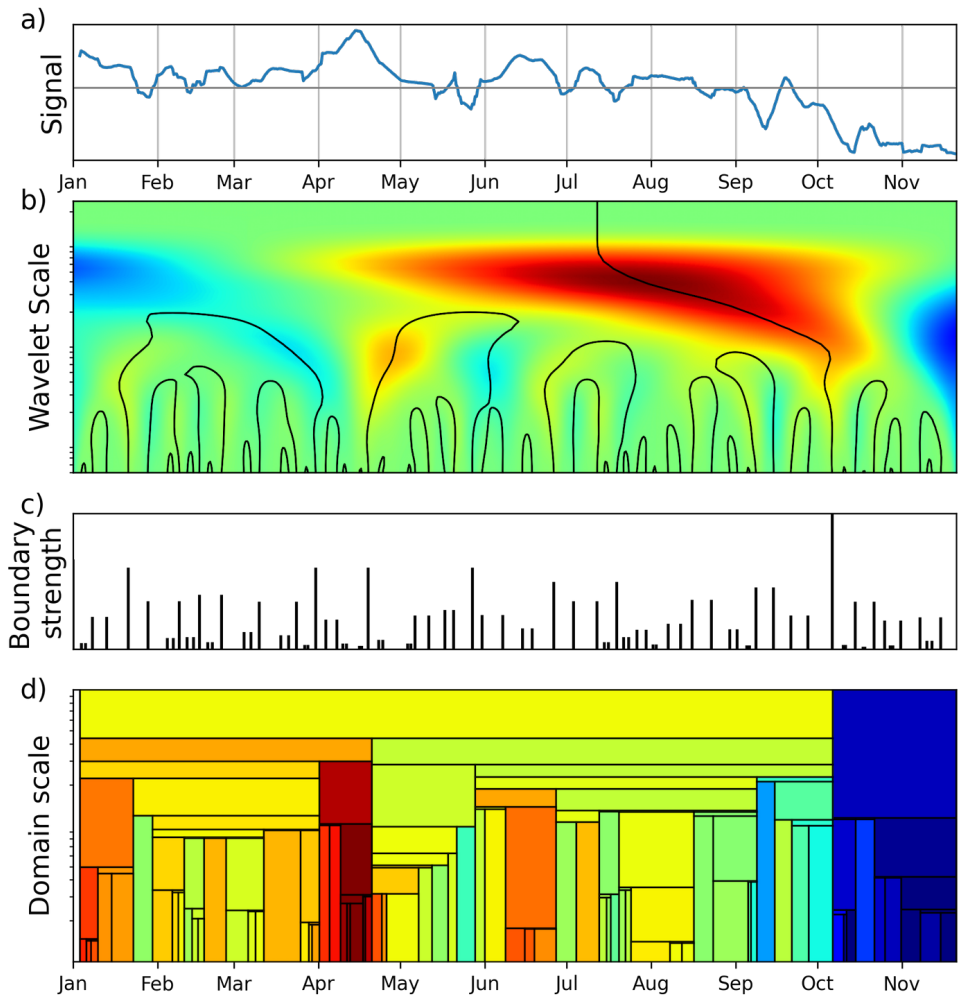 a)
Signal
Jan Feb Mar Apr May Jun Jul Aug Sep Oct Nov
b)
Wavelet Scale
c)
Boundary
strength
d)
Domain scale
Jan Feb Mar Apr May Jun Jul Aug Sep Oct Nov